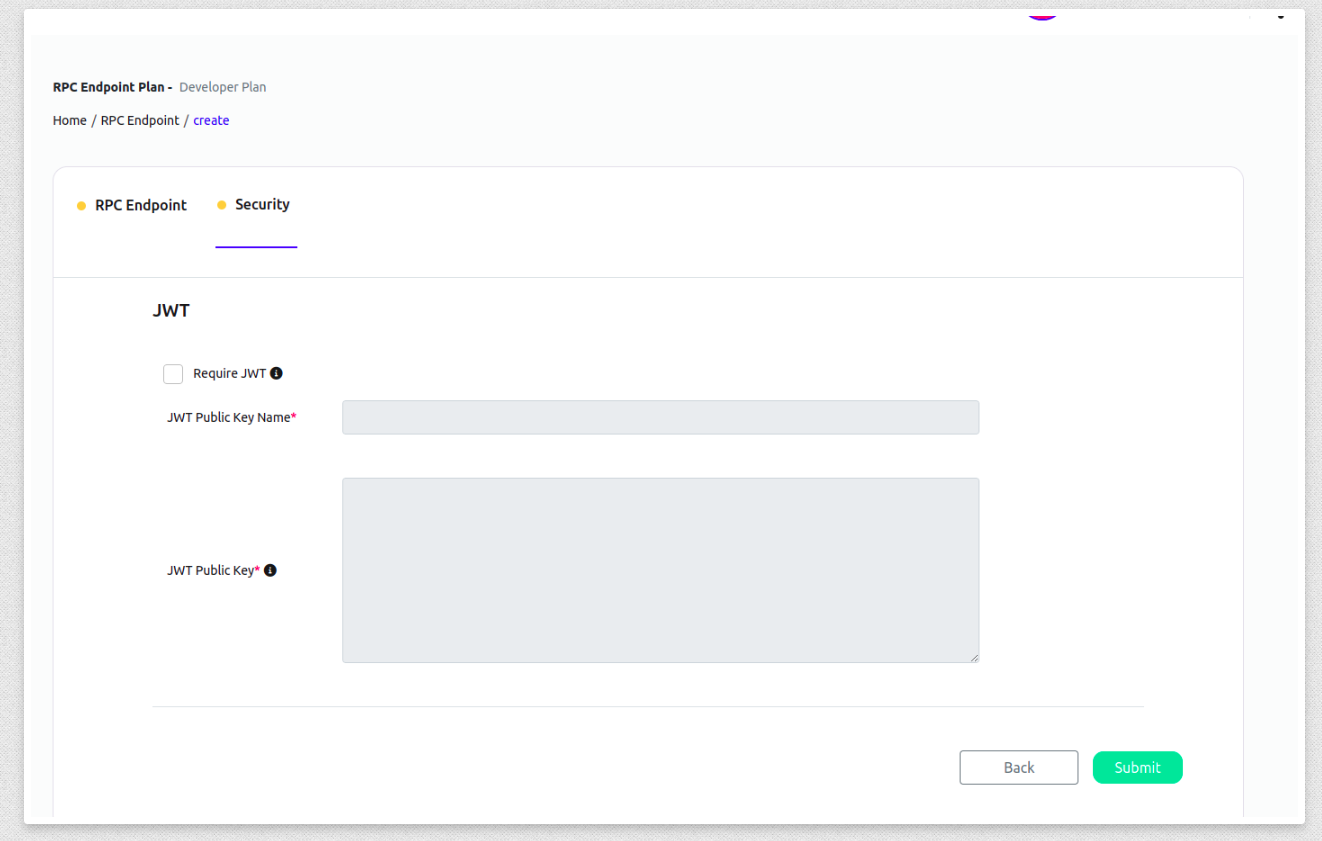 RPC Endpoint Plan - Developer Plan
Home / RPC Endpoint / create
RPC Endpoint Security
JWT
Require JWT
JWT Public Key Name*
JWT Public Key*
Back Submit